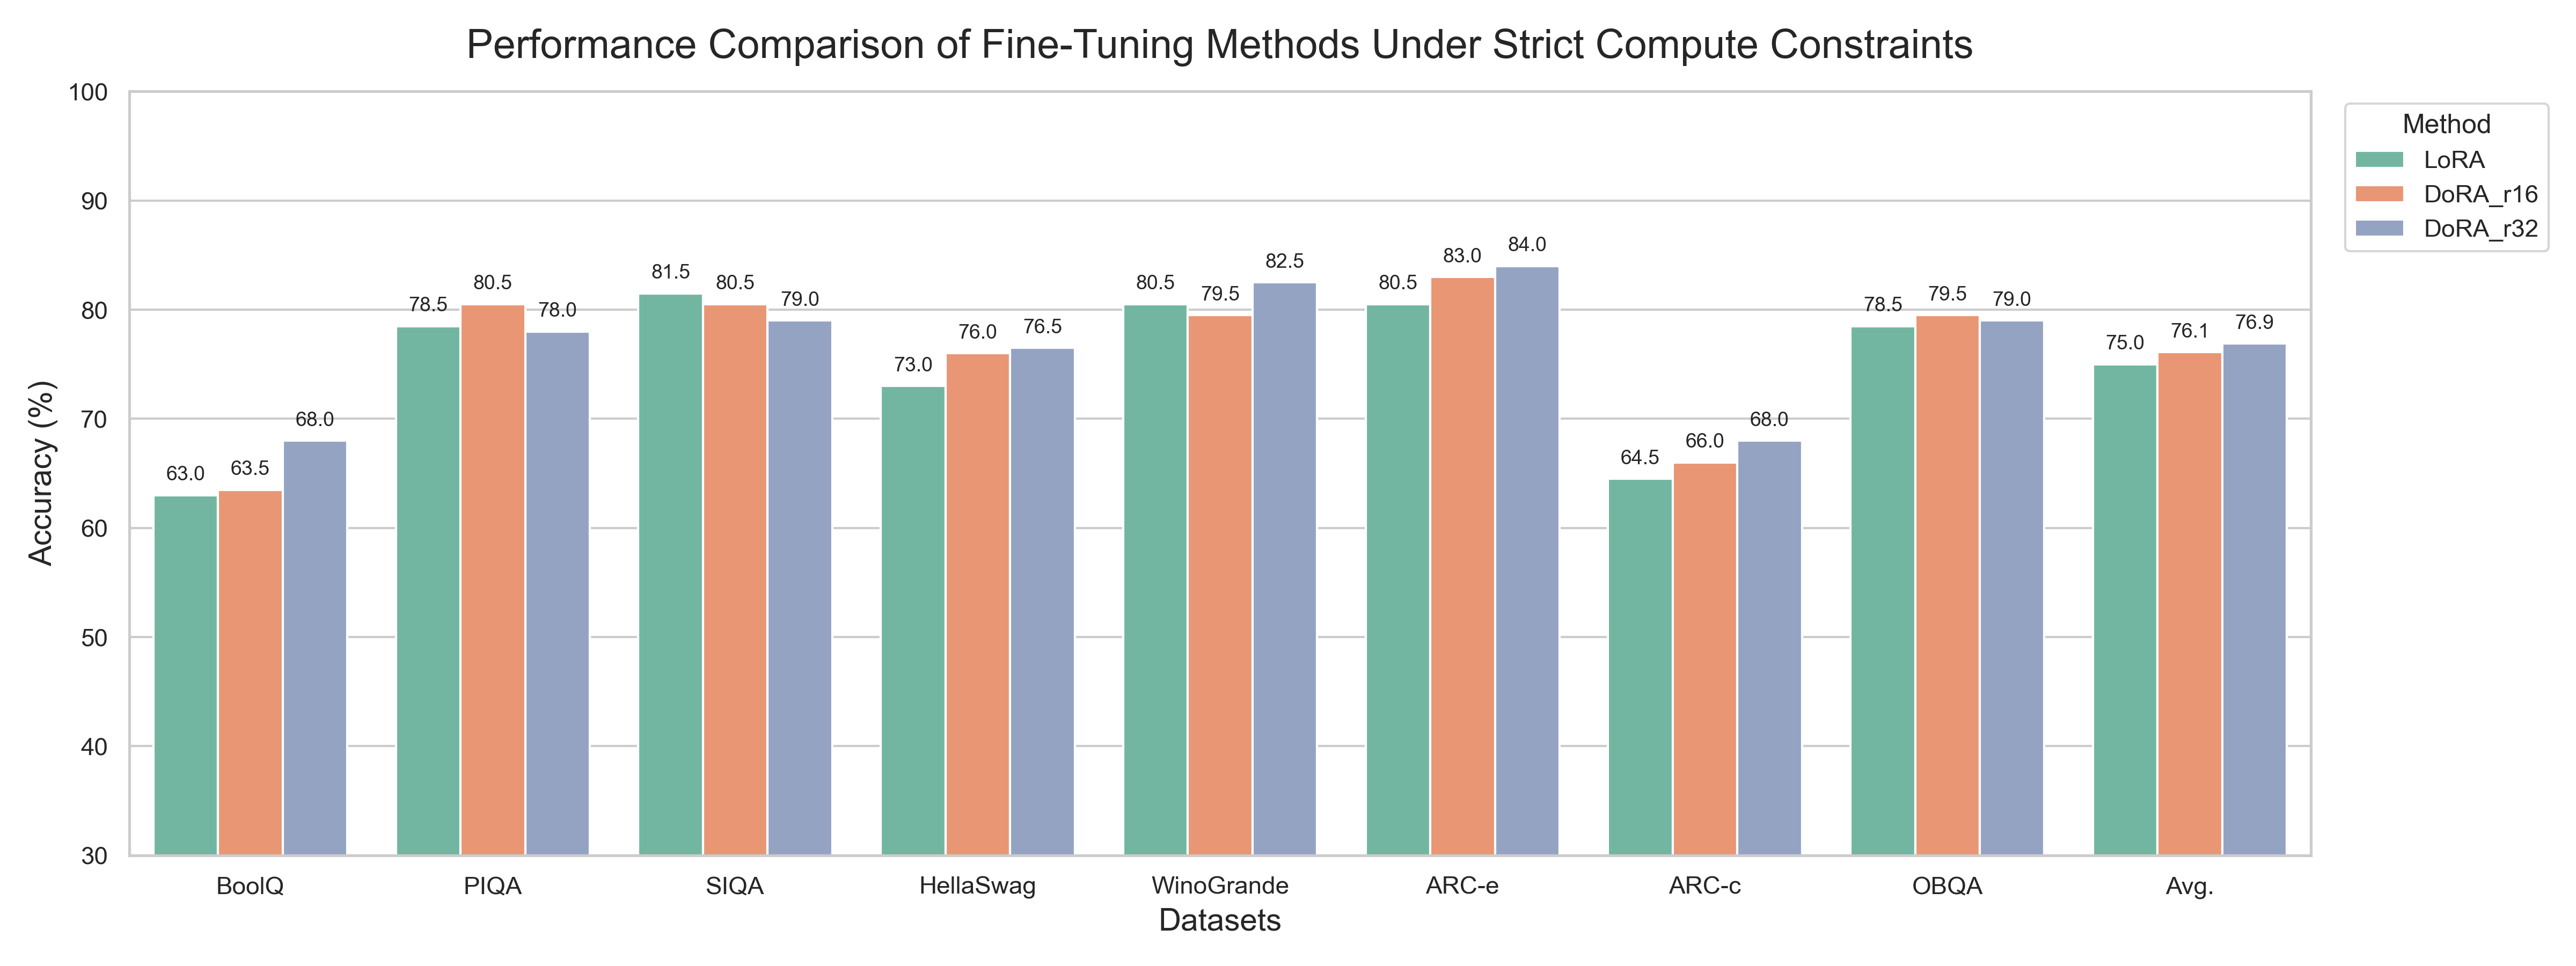 Performance Comparison of Fine-Tuning Methods Under Strict Compute Constraints
Accuracy (%)
100
90
80
70
60
50
40
30
63.0 63.5 68.0
78.5 80.5 78.0
81.5 80.5 79.0
73.0 76.0 76.5
80.5 79.5 82.5
80.5 83.0 84.0
64.5 66.0 68.0
78.5 79.5 79.0
75.0 76.1 76.9
BoolQ PIQA SIQA HellaSwag WinoGrande ARC-e ARC-c OBQA Avg.
Datasets
Method
LoRA
DoRA_r16
DoRA_r32